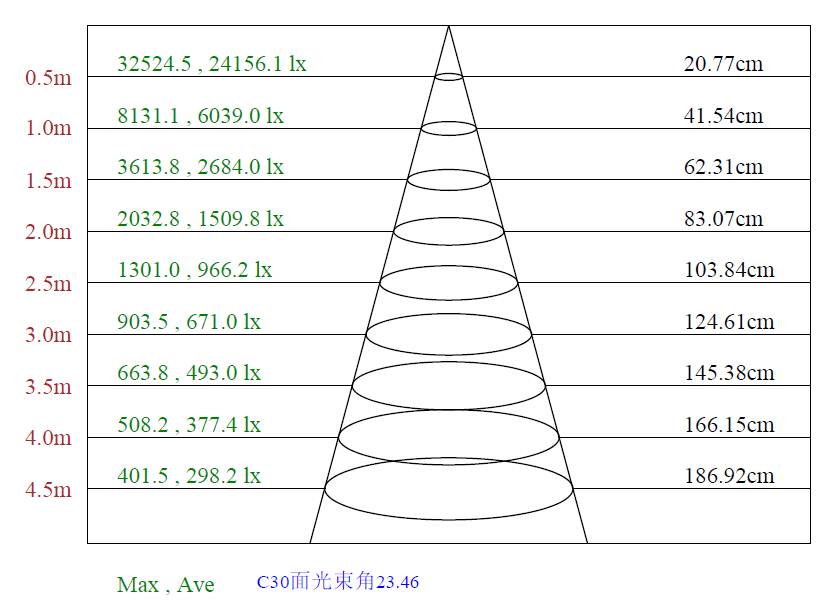 32524.5 , 24156.1 lx 20.77cm
0.5m
8131.1 , 6039.0 lx 41.54cm
1.0m
3613.8 , 2684.0 lx 62.31cm
1.5m
2032.8 , 1509.8 lx 83.07cm
2.0m
1301.0 , 966.2 lx 103.84cm
2.5m
903.5 , 671.0 lx 124.61cm
3.0m
663.8 , 493.0 lx 145.38cm
3.5m
508.2 , 377.4 lx 166.15cm
4.0m
401.5 , 298.2 lx 186.92cm
4.5m
Max , Ave C30面光束角23.46